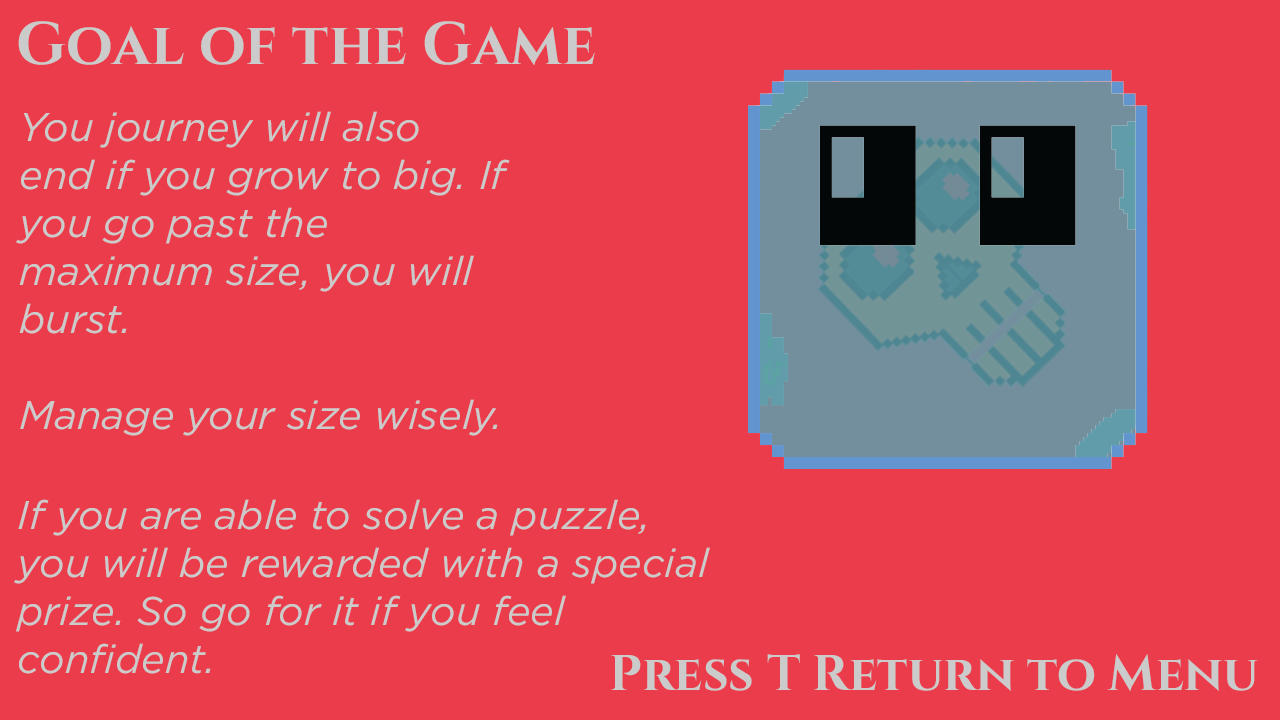 Goal of the Game
You journey will also
end if you grow to big. If
you go past the
maximum size, you will
burst.
Manage your size wisely.
If you are able to solve a puzzle,
you will be rewarded with a special
prize. So go for it if you feel
confident.
Press T Return to Menu